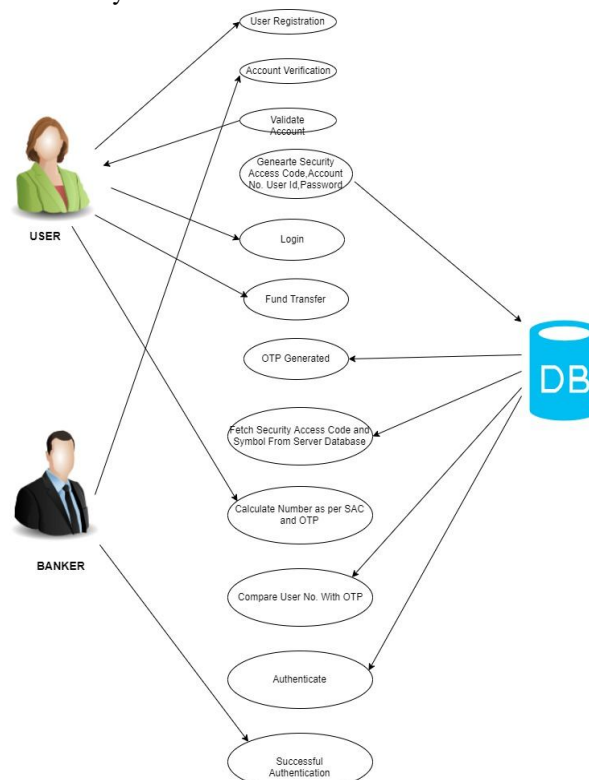 User Registration
Account Verification
Validate
Account
Genearte Security
Access Code,Account
No. User Id,Password
USER
Login
Fund Transfer
OTP Generated
DB
Fetch Security Access Code and
Symbol From Server Database
Calculate Number as per SAC
and OTP
BANKER
Compare User No. With OTP
Authenticate
Successful
Authentication